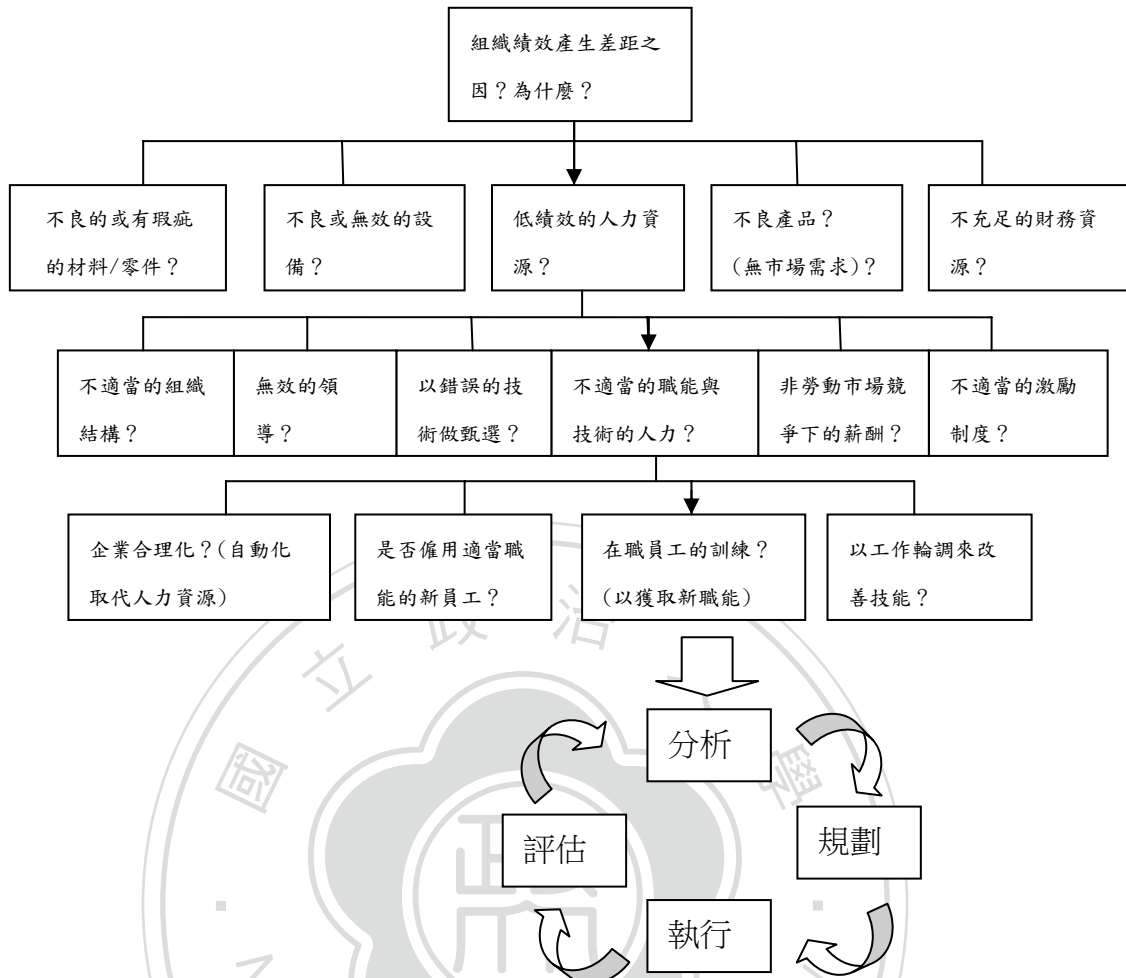 組織績效產生差距之
因？為什麼？
不良的或有瑕疵
的材料/零件？
不良或無效的設
備？
低績效的人力資
源？
不良產品？
(無市場需求)？
不充足的財務資
源？
不適當的組織
結構？
無效的領
導？
以錯誤的技
術做甄選？
不適當的職能與
技術的人力？
非勞動市場競
爭下的薪酬？
不適當的激勵
制度？
企業合理化？(自動化
取代人力資源)
是否僱用適當職
能的新員工？
在職員工的訓練？
(以獲取新職能)
以工作輪調來改
善技能？
分析
規劃
執行
評估
國 立 政 治 學
政